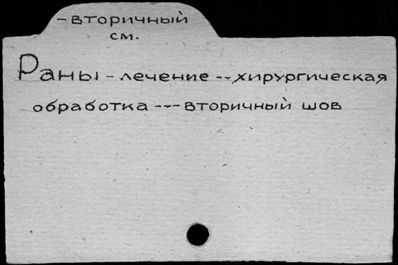 -вторичный
см.
Раны - лечение -- хирургическая
обработка --- вторичный шов